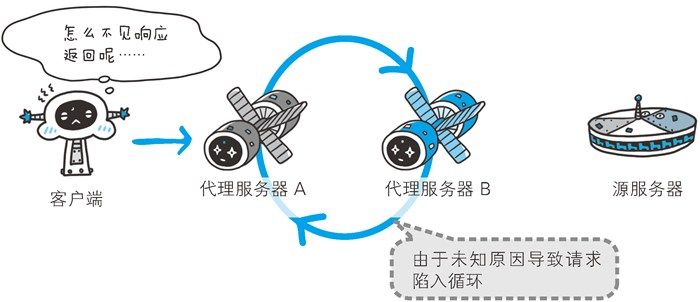 怎么不见响应
返回呢……
客户端
代理服务器 A
代理服务器 B
源服务器
由于未知原因导致请求
陷入循环